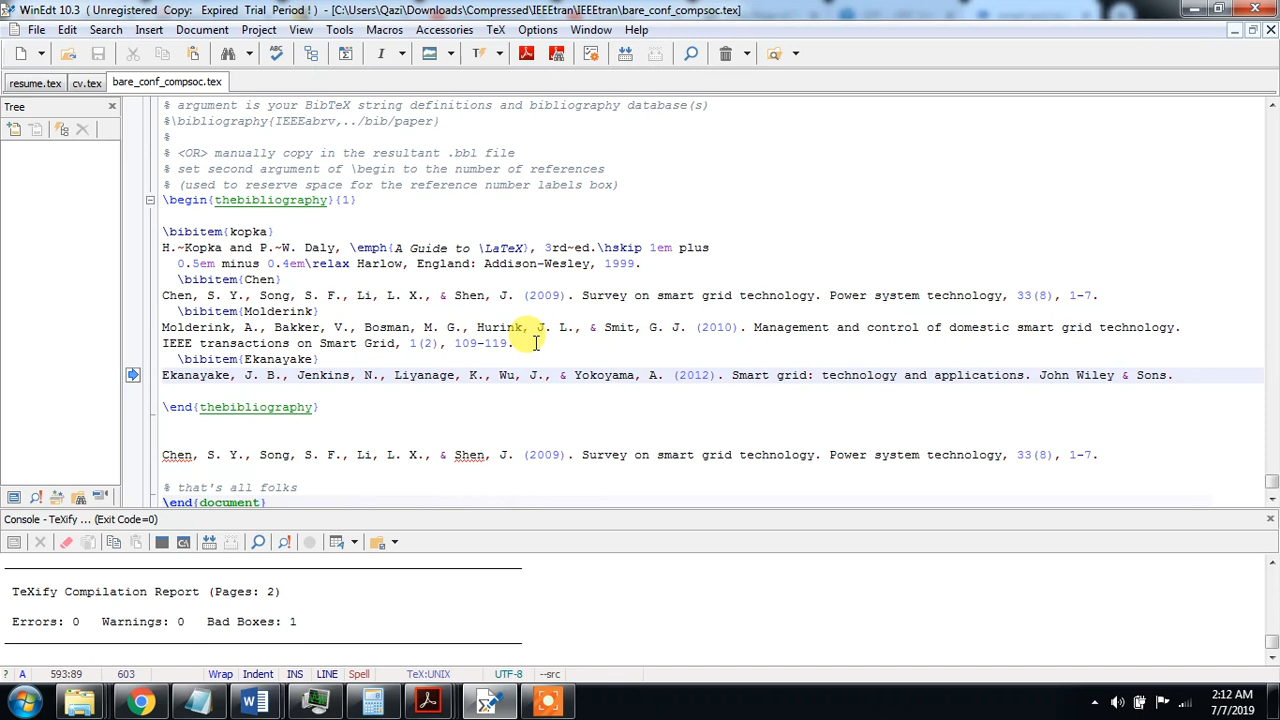 WinEdt 10.3 ( Unregistered Copy: Expired Trial Period ! ) - [C:\Users\Qazi\Downloads\Compressed\IEEEtran\IEEEtran\bare_conf_compsoc.tex]
File Edit Search Insert Document Project View Tools Macros Accessories TeX Options Window Help
resume.tex cv.tex bare_conf_compsoc.tex
Tree
% argument is your BibTeX string definitions and bibliography database(s)
%\bibliography{IEEEabrv,../bib/paper}
%
% <OR> manually copy in the resultant .bbl file
% set second argument of \begin to the number of references
% (used to reserve space for the reference number labels box)
\begin{thebibliography}{1}
\bibitem{kopka}
H.~Kopka and P.~W. Daly, \emph{A Guide to \LaTeX}, 3rd~ed.\hskip 1em plus
0.5em minus 0.4em\relax Harlow, England: Addison-Wesley, 1999.
\bibitem{Chen}
Chen, S. Y., Song, S. F., Li, L. X., & Shen, J. (2009). Survey on smart grid technology. Power system technology, 33(8), 1-7.
\bibitem{Molderink}
Molderink, A., Bakker, V., Bosman, M. G., Hurink, J. L., & Smit, G. J. (2010). Management and control of domestic smart grid technology.
IEEE transactions on Smart Grid, 1(2), 109-119.
\bibitem{Ekanayake}
Ekanayake, J. B., Jenkins, N., Liyanage, K., Wu, J., & Yokoyama, A. (2012). Smart grid: technology and applications. John Wiley & Sons.
\end{thebibliography}
Chen, S. Y., Song, S. F., Li, L. X., & Shen, J. (2009). Survey on smart grid technology. Power system technology, 33(8), 1-7.
% that's all folks
\end{document}
Console - TeXify ... (Exit Code=0)
TeXify Compilation Report (Pages: 2)
Errors: 0 Warnings: 0 Bad Boxes: 1
? A 593:89 603 Wrap Indent INS LINE Spell TeX:UNIX UTF-8 --src
2:12 AM
7/7/2019